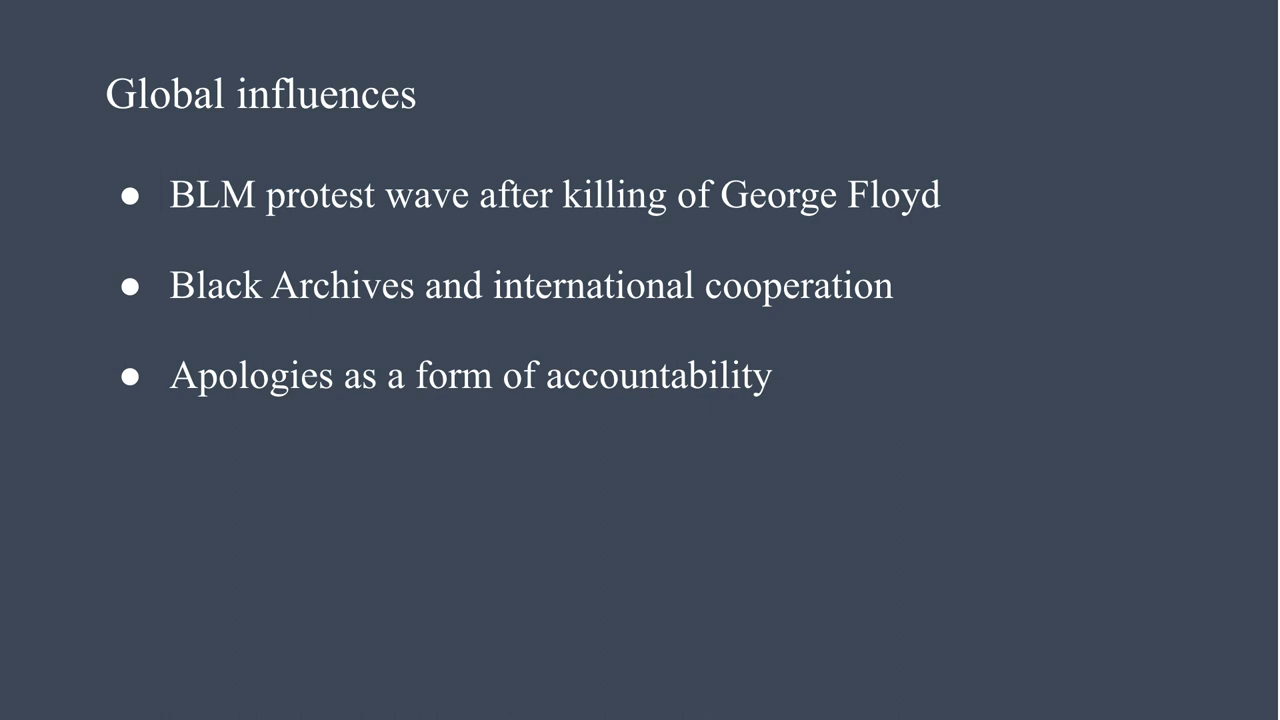 Global influences
● BLM protest wave after killing of George Floyd
● Black Archives and international cooperation
● Apologies as a form of accountability